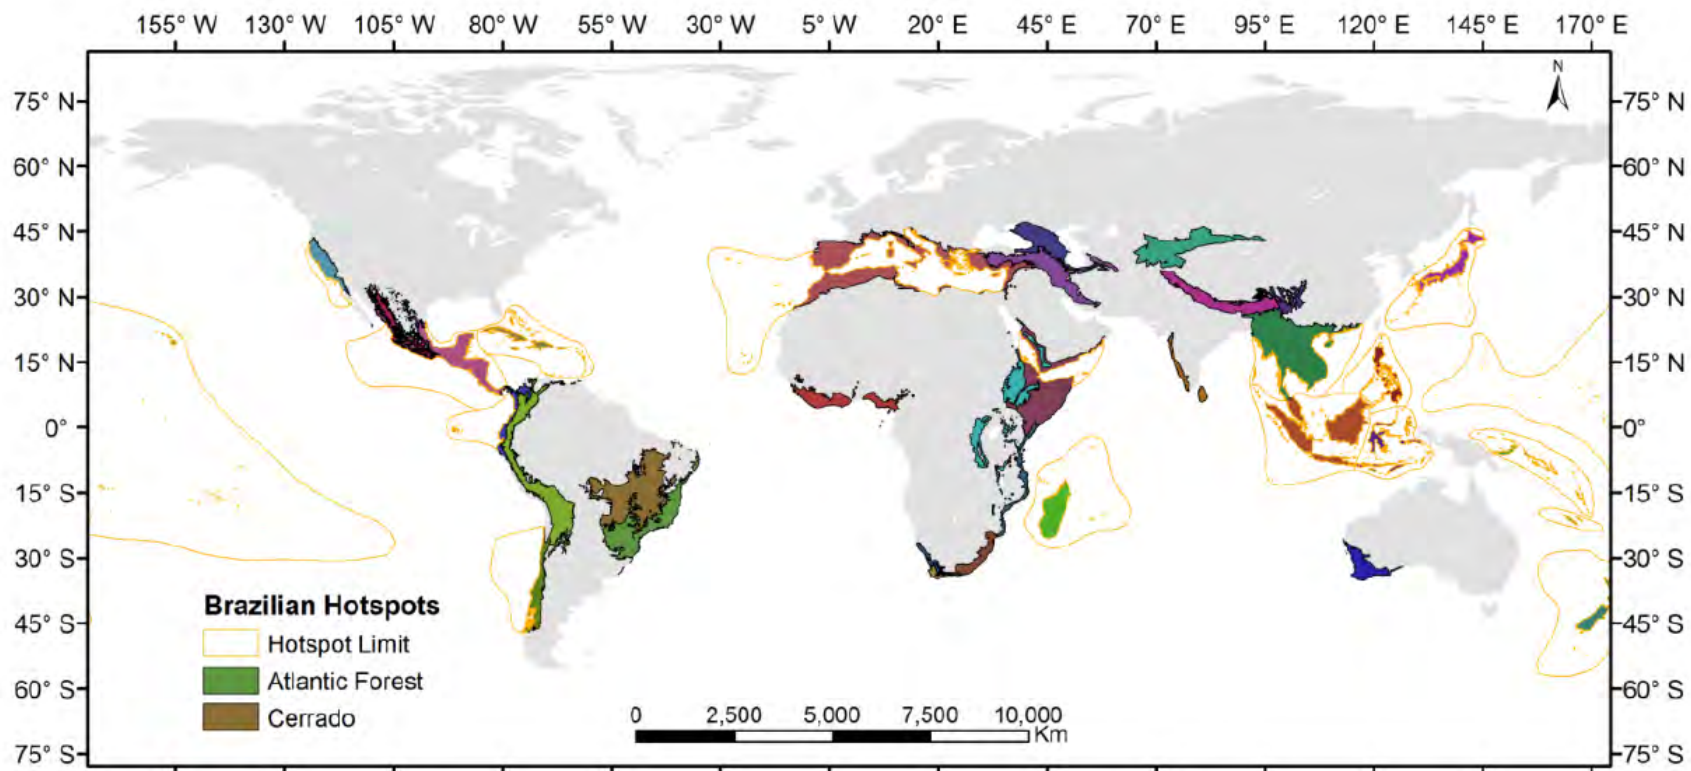 155° W 130° W 105° W 80° W 55° W 30° W 5° W 20° E 45° E 70° E 95° E 120° E 145° E 170° E
N
75° N 75° N
60° N 60° N
45° N 45° N
30° N 30° N
15° N 15° N
0° 0°
15° S 15° S
30° S 30° S
Brazilian Hotspots
45° S 45° S
Hotspot Limit
Atlantic Forest
60° S 60° S
Cerrado
0 2,500 5,000 7,500 10,000
Km
75° S 75° S